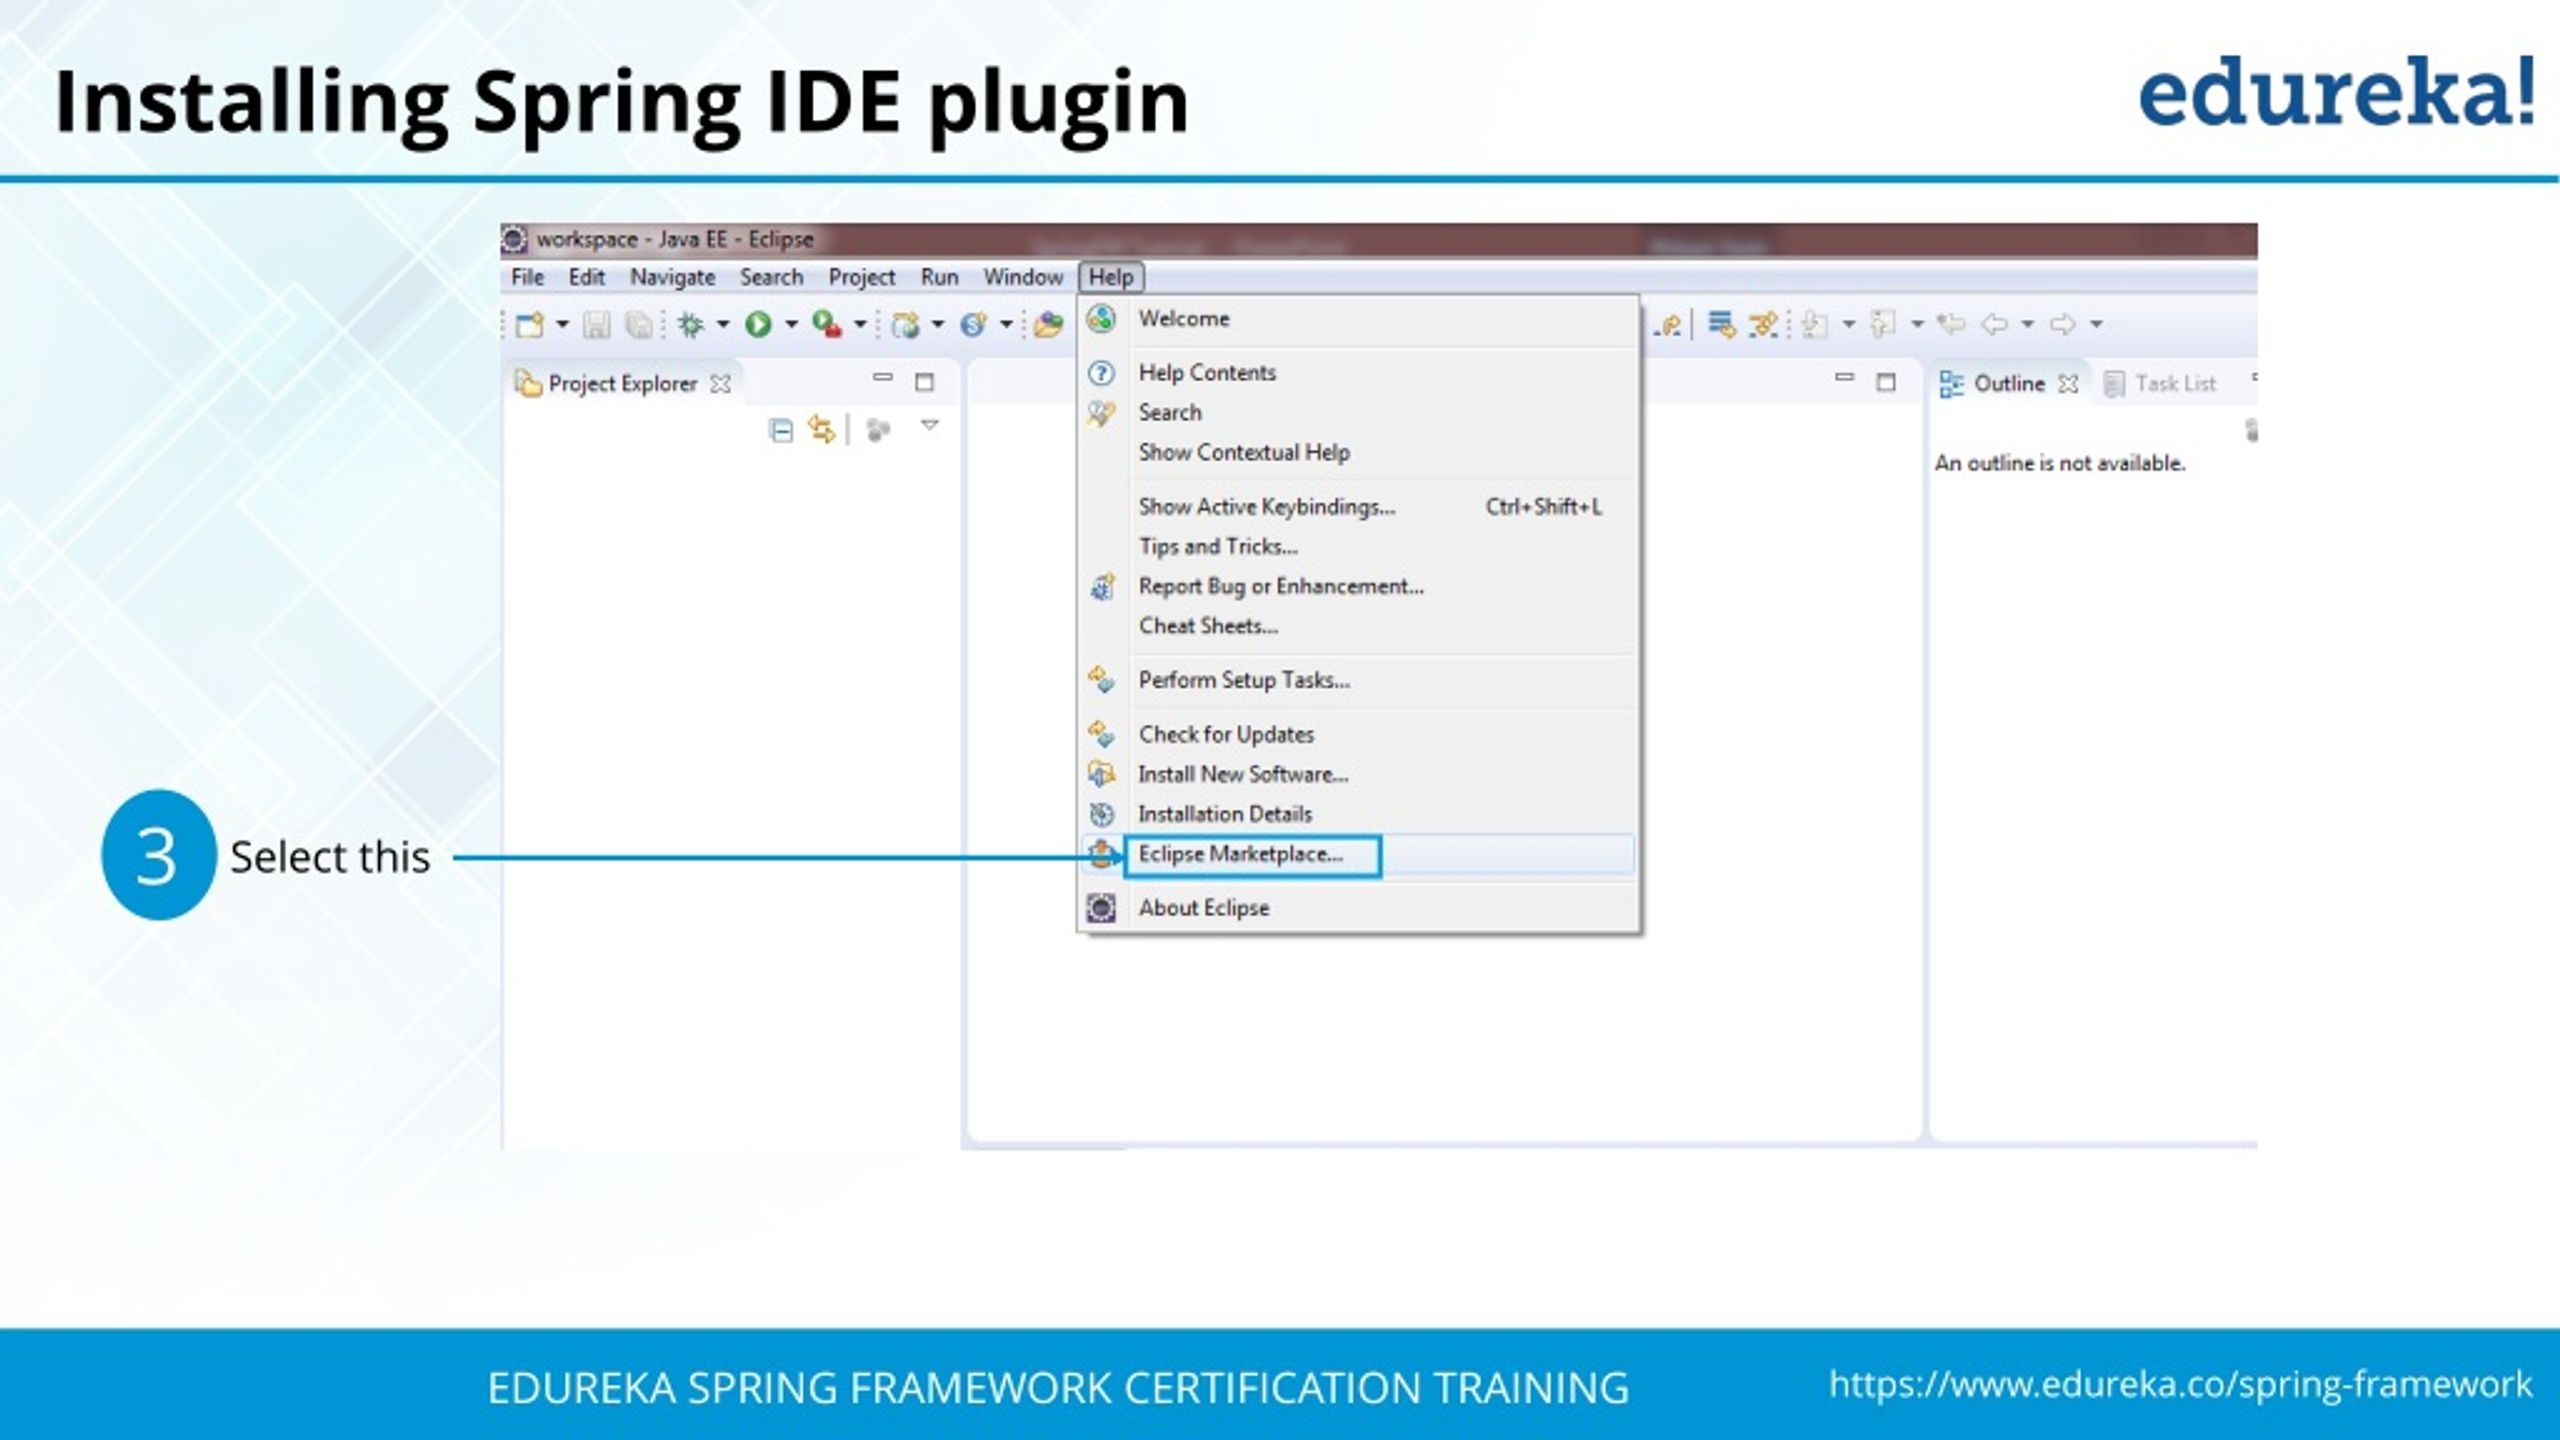 Installing Spring IDE plugin
edureka!
workspace - Java EE - Eclipse
File Edit Navigate Search Project Run Window Help
Project Explorer
Welcome
Help Contents
Search
Show Contextual Help
Show Active Keybindings... Ctrl+Shift+L
Tips and Tricks...
Report Bug or Enhancement...
Cheat Sheets...
Perform Setup Tasks...
Check for Updates
Install New Software...
Installation Details
Eclipse Marketplace...
About Eclipse
Outline Task List
An outline is not available.
3 Select this
EDUREKA SPRING FRAMEWORK CERTIFICATION TRAINING
https://www.edureka.co/spring-framework